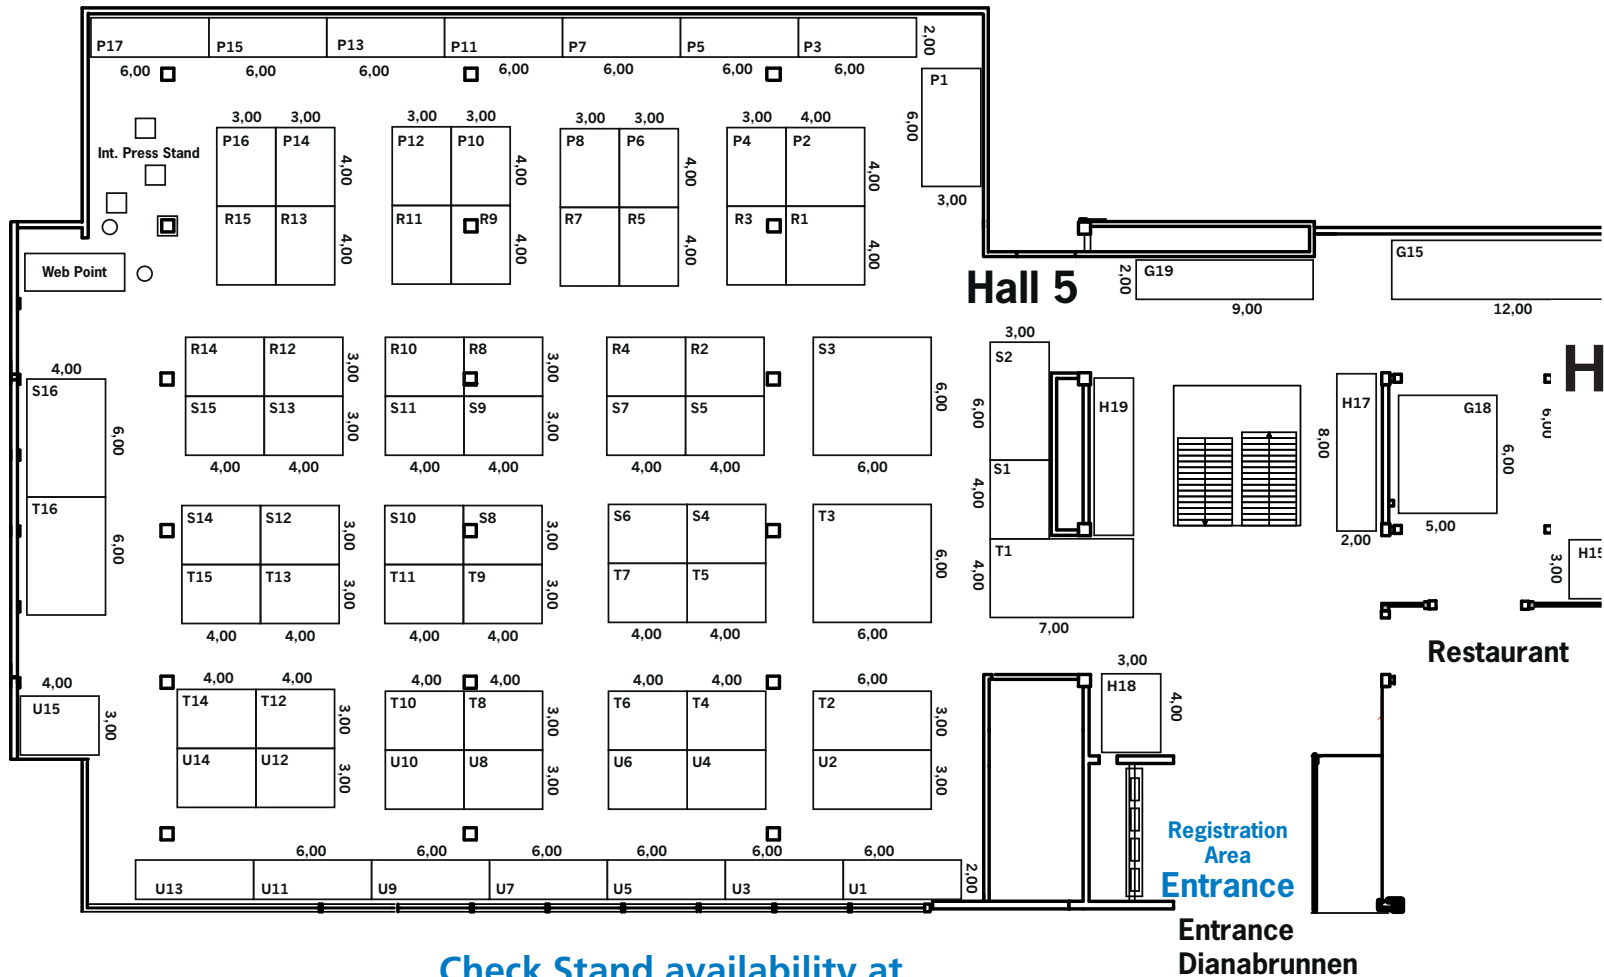 P17 P15 P13 P11 P7 P5 P3 2,00
6,00 6,00 6,00 6,00 6,00 6,00 6,00
P1
6,00
3,00
3,00 3,00 3,00 3,00 3,00 3,00 3,00 4,00
P16 P14 P12 P10 P8 P6 P4 P2
4,00 4,00 4,00 4,00
Int. Press Stand
R15 R13 R11 R9 R7 R5 R3 R1
4,00 4,00 4,00 4,00
Web Point
Hall 5
2,00 G19
9,00
G15
12,00
H
4,00
S16
6,00
T16
6,00
R14 R12 3,00 R10 R8 3,00 R4 R2 S3
S15 S13 3,00 S11 S9 3,00 S7 S5 6,00
4,00 4,00 4,00 4,00 4,00 4,00 6,00
3,00
S2
6,00
S1
4,00
T1
4,00
7,00
H19
H17
8,00
2,00
G18
6,00
5,00
6,00
H15
3,00
S14 S12 3,00 S10 S8 3,00 S6 S4 T3
T15 T13 3,00 T11 T9 3,00 T7 T5 6,00
4,00 4,00 4,00 4,00 4,00 4,00 6,00
Restaurant
4,00
U15
3,00
4,00 4,00 4,00 4,00 4,00 4,00 6,00
T14 T12 3,00 T10 T8 3,00 T6 T4 T2 3,00
U14 U12 3,00 U10 U8 3,00 U6 U4 U2 3,00
3,00
H18
4,00
6,00 6,00 6,00 6,00 6,00 6,00
U13 U11 U9 U7 U5 U3 U1 2,00
Registration
Area
Entrance
Entrance
Dianabrunnen
Check Stand availability at